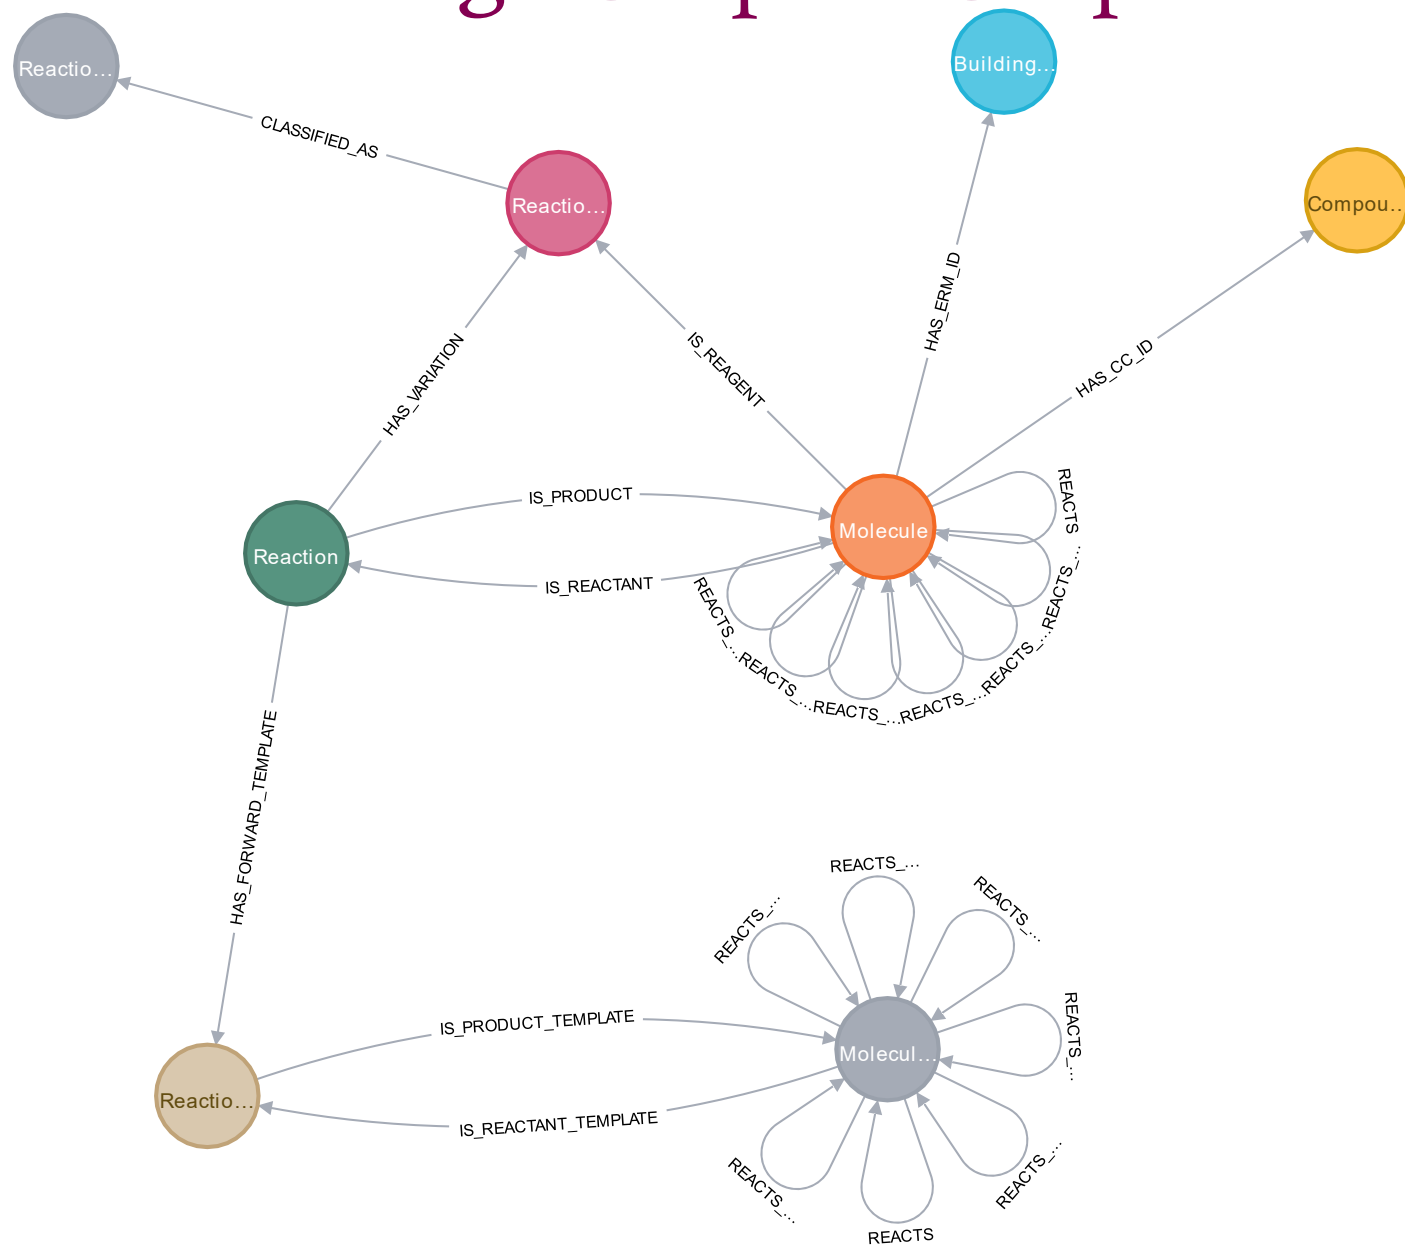 Reactio…
Building…
CLASSIFIED_AS
Reactio…
Compou…
HAS_ERM_ID
HAS_VARIATION
IS_REAGENT
HAS_CC_ID
IS_PRODUCT
REACTS
Molecule
Reaction
IS_REACTANT
REACTS_…
REACTS_…
REACTS_…
REACTS_…
REACTS_…
REACTS_…
HAS_FORWARD_TEMPLATE
REACTS_…
REACTS_…
REACTS_…
IS_PRODUCT_TEMPLATE
REACTS_…
Molecul…
Reactio…
IS_REACTANT_TEMPLATE
REACTS_…
REACTS_…
REACTS